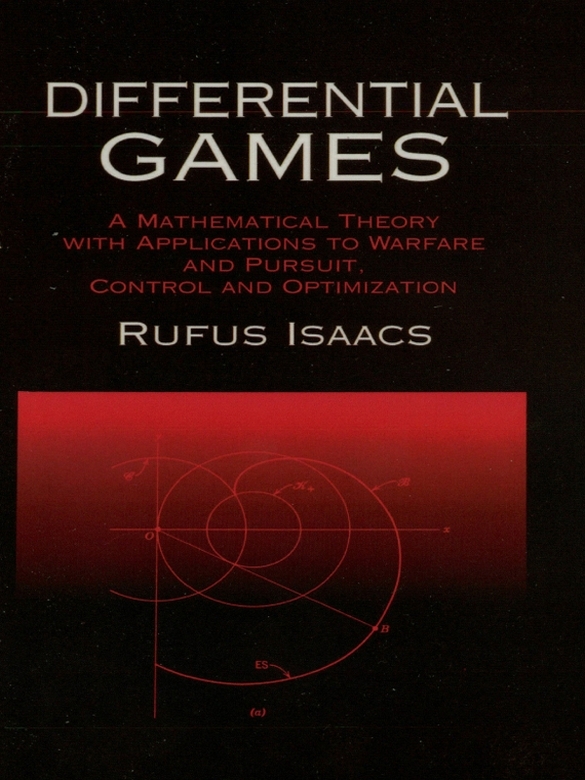 DIFFERENTIAL
GAMES
A MATHEMATICAL THEORY
WITH APPLICATIONS TO WARFARE
AND PURSUIT,
CONTROL AND OPTIMIZATION
RUFUS ISAACS
y
x
O
B
ES
(a)